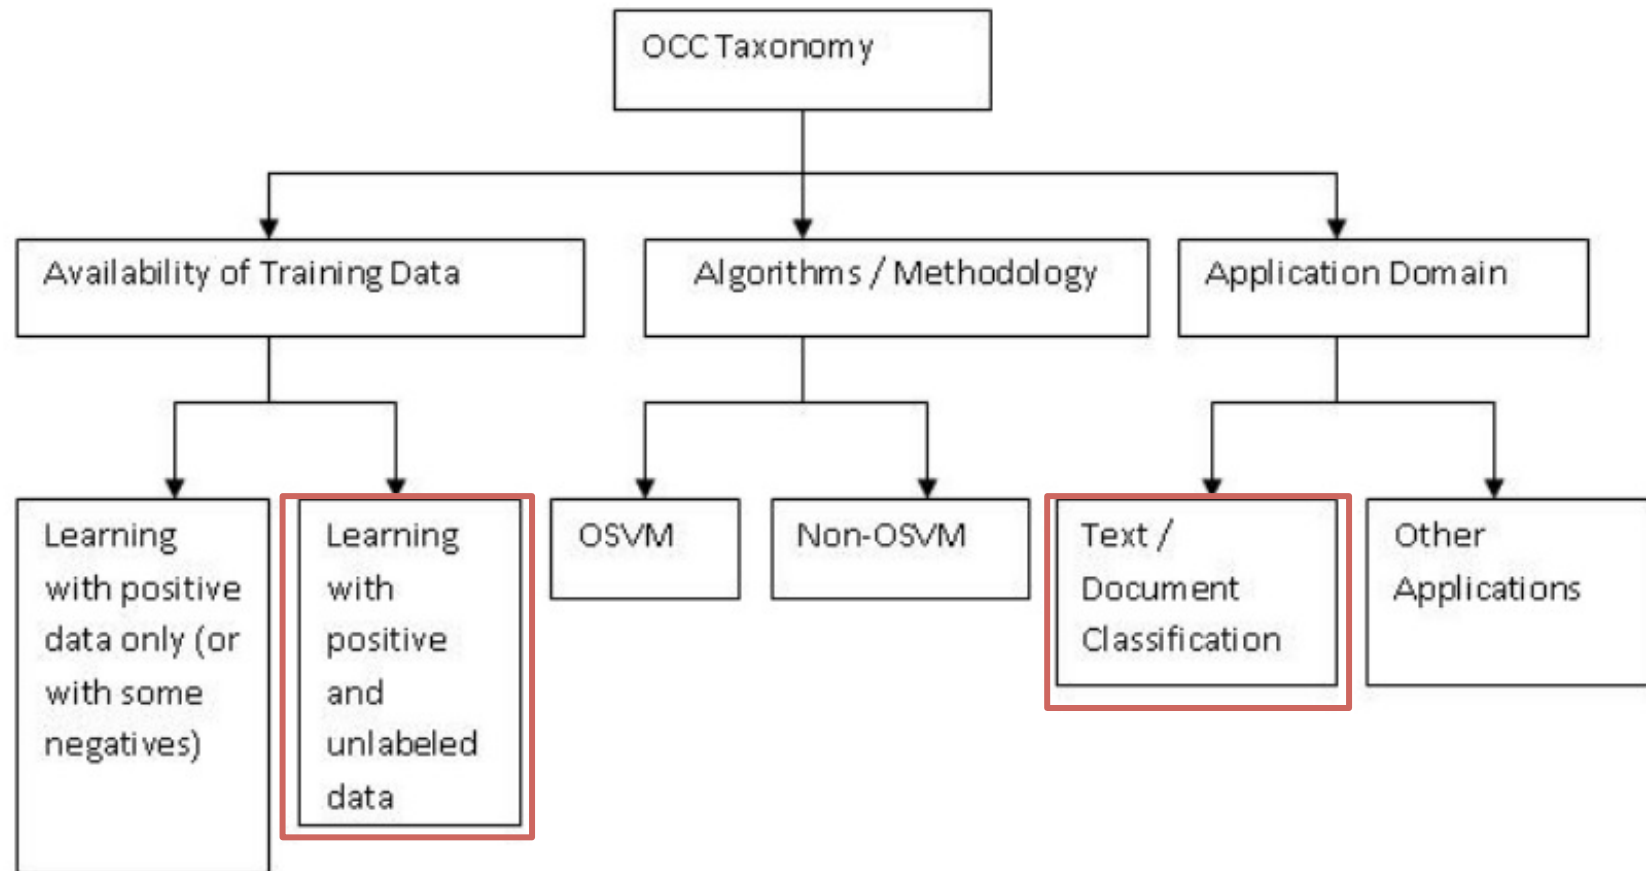 OCC Taxonomy
Availability of Training Data
Algorithms / Methodology
Application Domain
Learning
with positive
data only (or
with some
negatives)
Learning
with
positive
and
unlabeled
data
OSVM
Non-OSVM
Text /
Document
Classification
Other
Applications